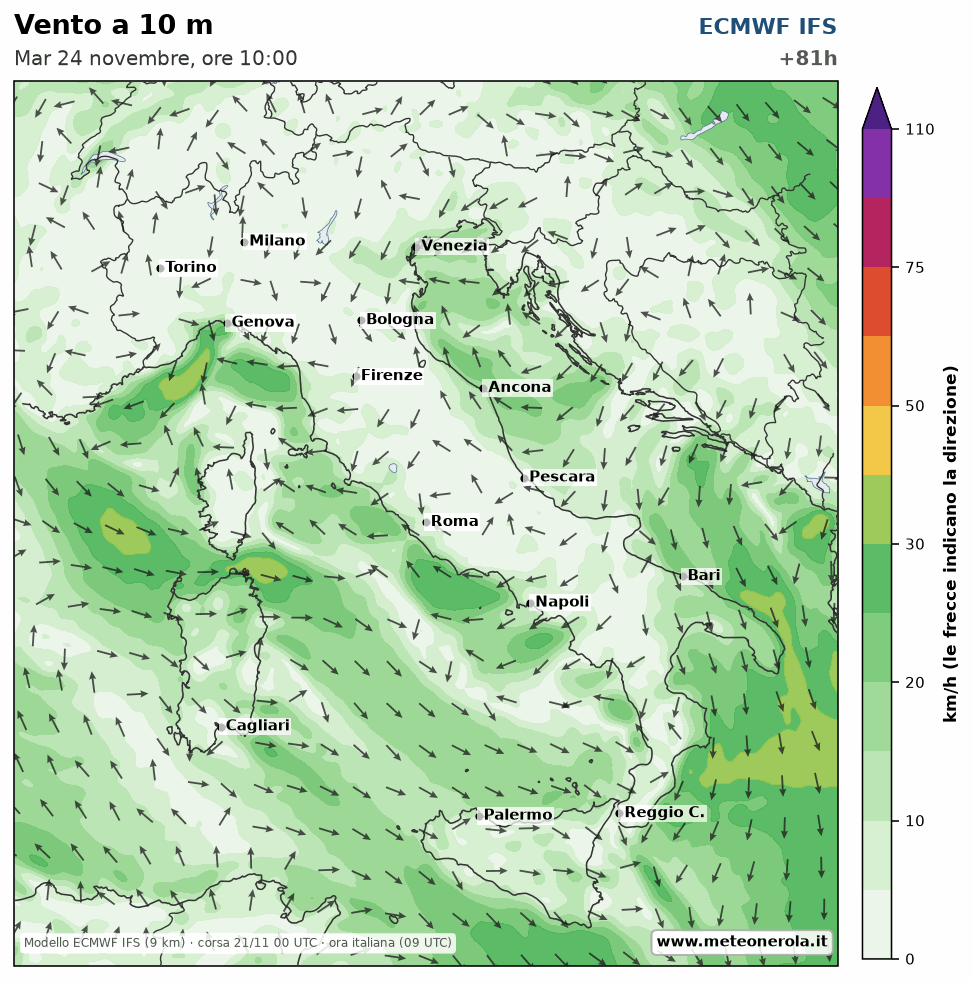 Vento a 10 m
ECMWF IFS
Mar 24 novembre, ore 10:00
+81h
Venezia
Milano
Torino
Genova
Bologna
Firenze
Ancona
Pescara
Roma
Bari
Napoli
Cagliari
Palermo
Reggio C.
110
75
50
30
20
10
0
km/h (le frecce indicano la direzione)
Modello ECMWF IFS (9 km) · corsa 21/11 00 UTC · ora italiana (09 UTC)
www.meteonerola.it